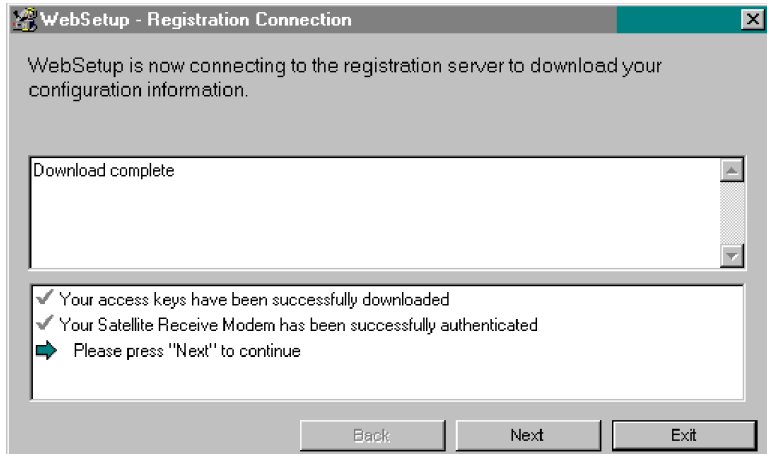 WebSetup - Registration Connection
WebSetup is now connecting to the registration server to download your
configuration information.
Download complete
Your access keys have been successfully downloaded
Your Satellite Receive Modem has been successfully authenticated
Please press "Next" to continue
Back Next Exit